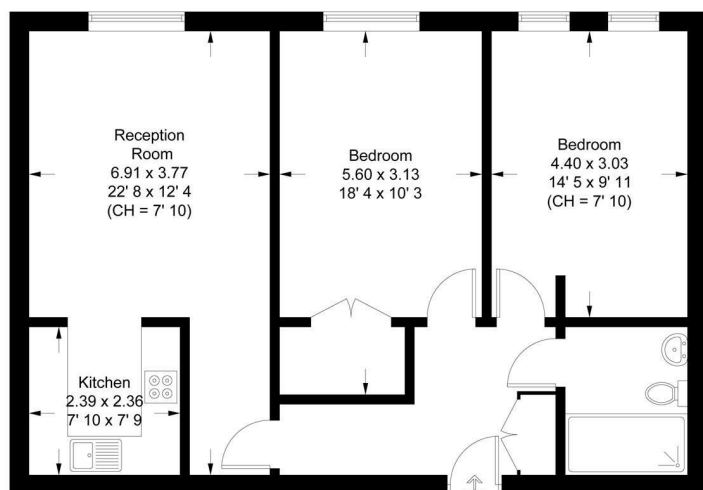 Reception
Room
6.91 x 3.77
22' 8 x 12' 4
(CH = 7' 10)
Bedroom
5.60 x 3.13
18' 4 x 10' 3
Bedroom
4.40 x 3.03
14' 5 x 9' 11
(CH = 7' 10)
Kitchen
2.39 x 2.36
7' 10 x 7' 9